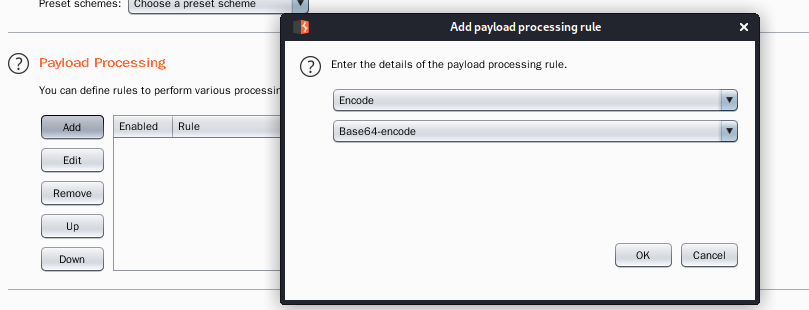 Preset schemes: Choose a preset scheme
Add payload processing rule
? Payload Processing
? Enter the details of the payload processing rule.
You can define rules to perform various processin
Encode
Base64-encode
Add
Enabled Rule
Edit
Remove
Up
Down
OK Cancel